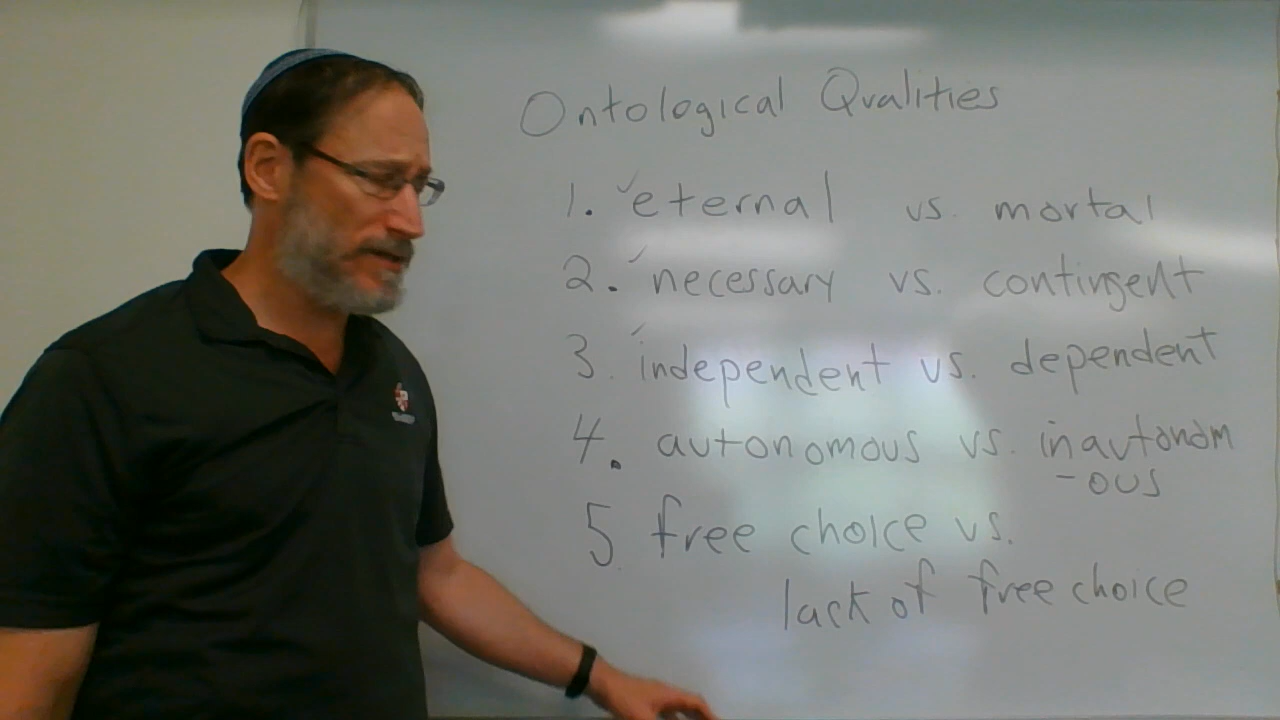 Ontological Qualities
1. eternal vs. mortal
2. necessary vs. contingent
3. independent vs. dependent
4. autonomous vs. inautonom
-ous
5. free choice vs.
lack of free choice